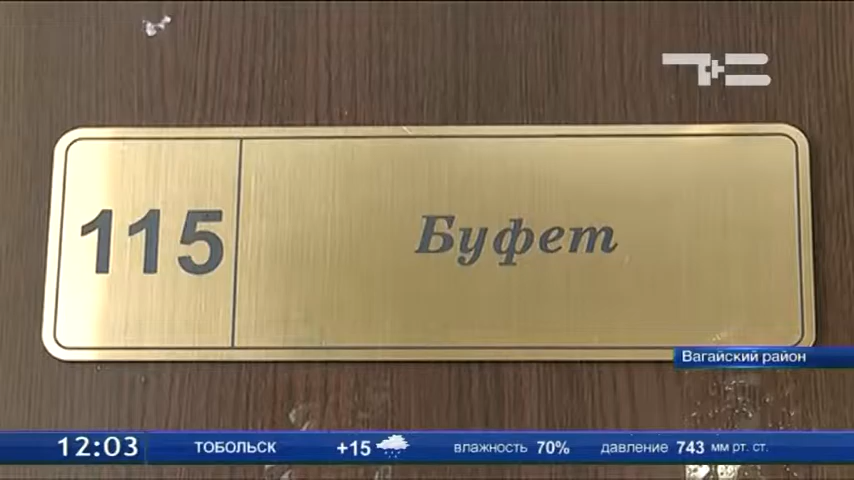 115 Буфет
Вагайский район
12:03 ТОБОЛЬСК +15 влажность 70% давление 743 мм рт. ст.